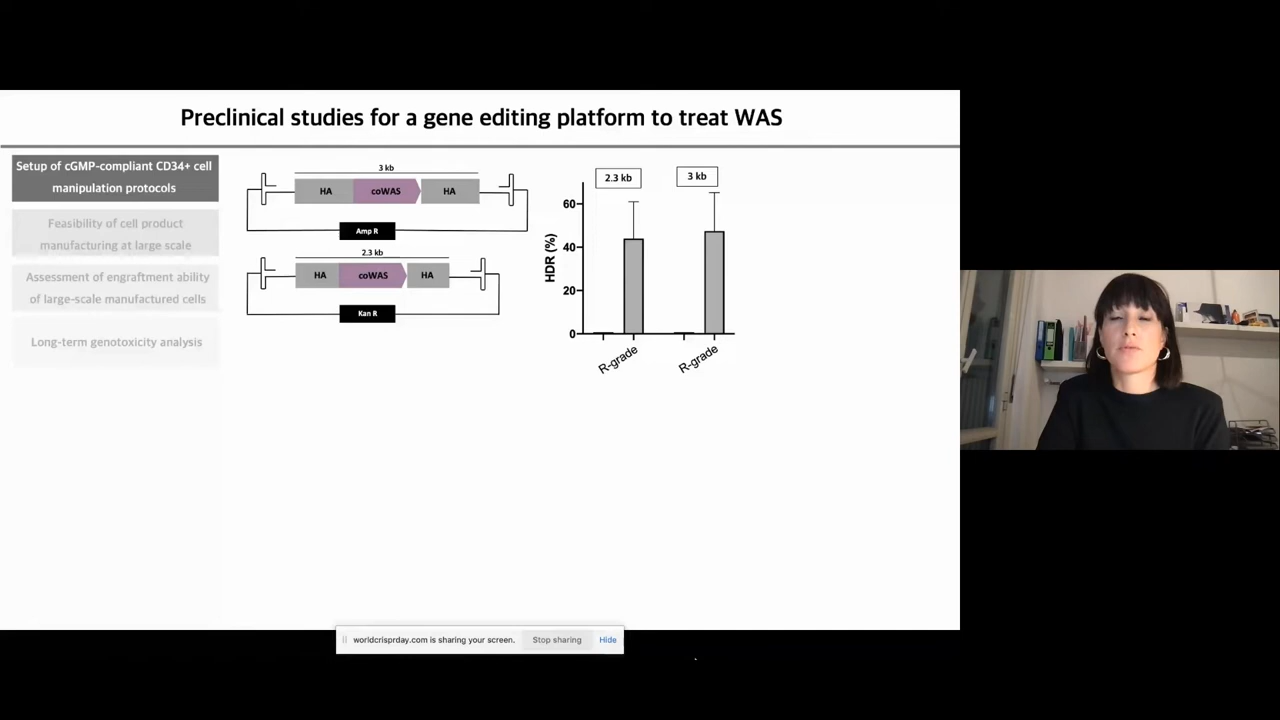 Preclinical studies for a gene editing platform to treat WAS
Setup of cGMP-compliant CD34+ cell
manipulation protocols
Feasibility of cell product
manufacturing at large scale
Assessment of engraftment ability
of large-scale manufactured cells
Long-term genotoxicity analysis
3 kb
HA coWAS HA
Amp R
2.3 kb
HA coWAS HA
Kan R
2.3 kb 3 kb
HDR (%)
60
40
20
0
R-grade R-grade
worldcrisprday.com is sharing your screen. Stop sharing Hide